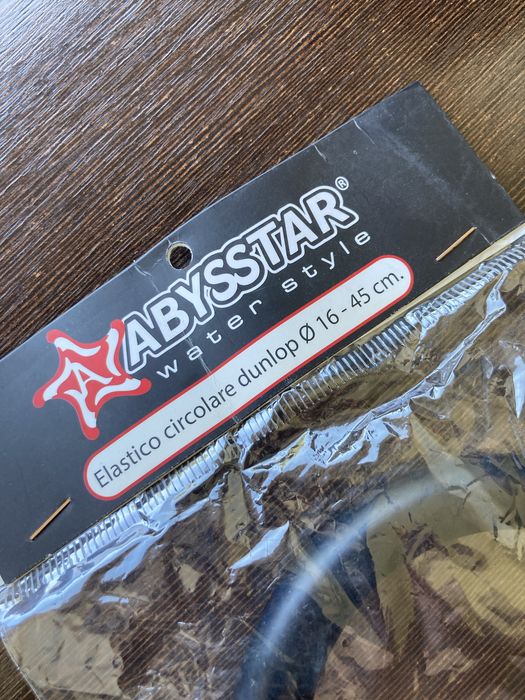 ABYSSTAR®
water style
Elastico circolare dunlop Ø 16 - 45 cm.